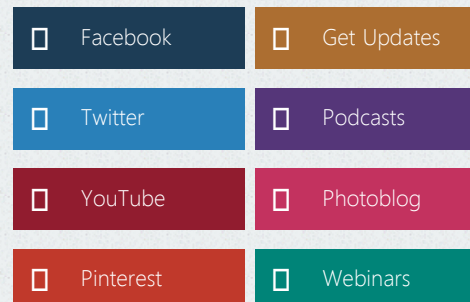 Facebook
Get Updates
Twitter
Podcasts
YouTube
Photoblog
Pinterest
Webinars